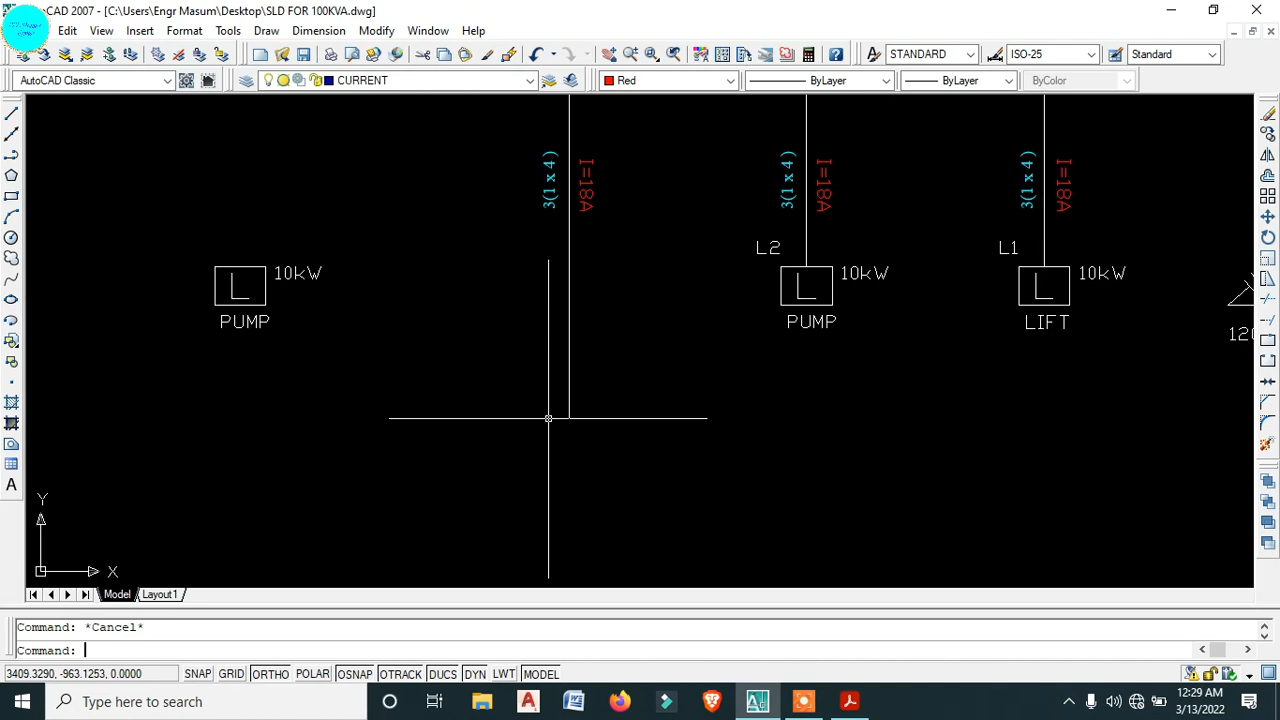 AutoCAD 2007 - [C:\Users\Engr Masum\Desktop\SLD FOR 100KVA.dwg]
Edit View Insert Format Tools Draw Dimension Modify Window Help
STANDARD ISO-25 Standard
AutoCAD Classic CURRENT Red ByLayer ByLayer ByColor
3(1 x 4 ) I=18A 3(1 x 4 ) I=18A 3(1 x 4 ) I=18A
L2 L1
L 10kW L 10kW L 10kW
PUMP PUMP LIFT
120
Y
X
Model Layout1
Command: *Cancel*
Command:
3409.3290, -963.1253, 0.0000 SNAP GRID ORTHO POLAR OSNAP OTRACK DUCS DYN LWT MODEL
Type here to search
12:29 AM
3/13/2022